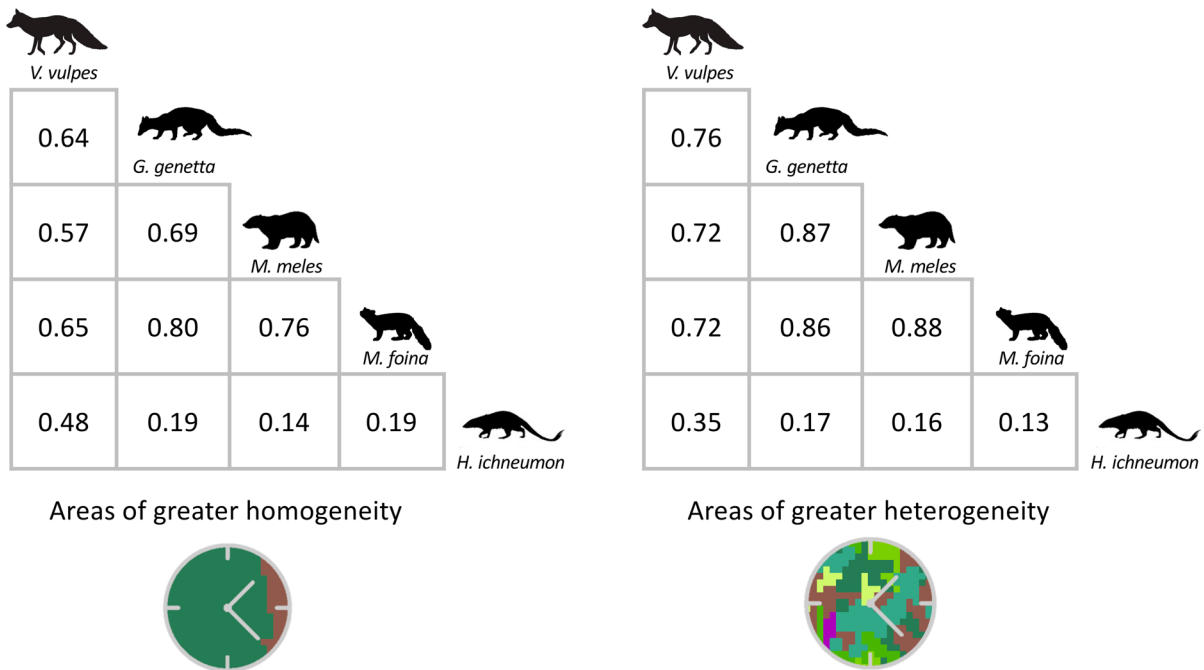 V. vulpes
0.64
G. genetta
0.57 0.69
M. meles
0.65 0.80 0.76
M. foina
0.48 0.19 0.14 0.19
H. ichneumon
Areas of greater homogeneity
V. vulpes
0.76
G. genetta
0.72 0.87
M. meles
0.72 0.86 0.88
M. foina
0.35 0.17 0.16 0.13
H. ichneumon
Areas of greater heterogeneity